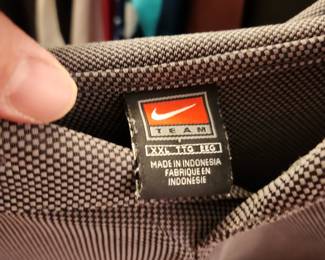 TEAM
XXL TTG REG
MADE IN INDONESIA
FABRIQUE EN
INDONESIE